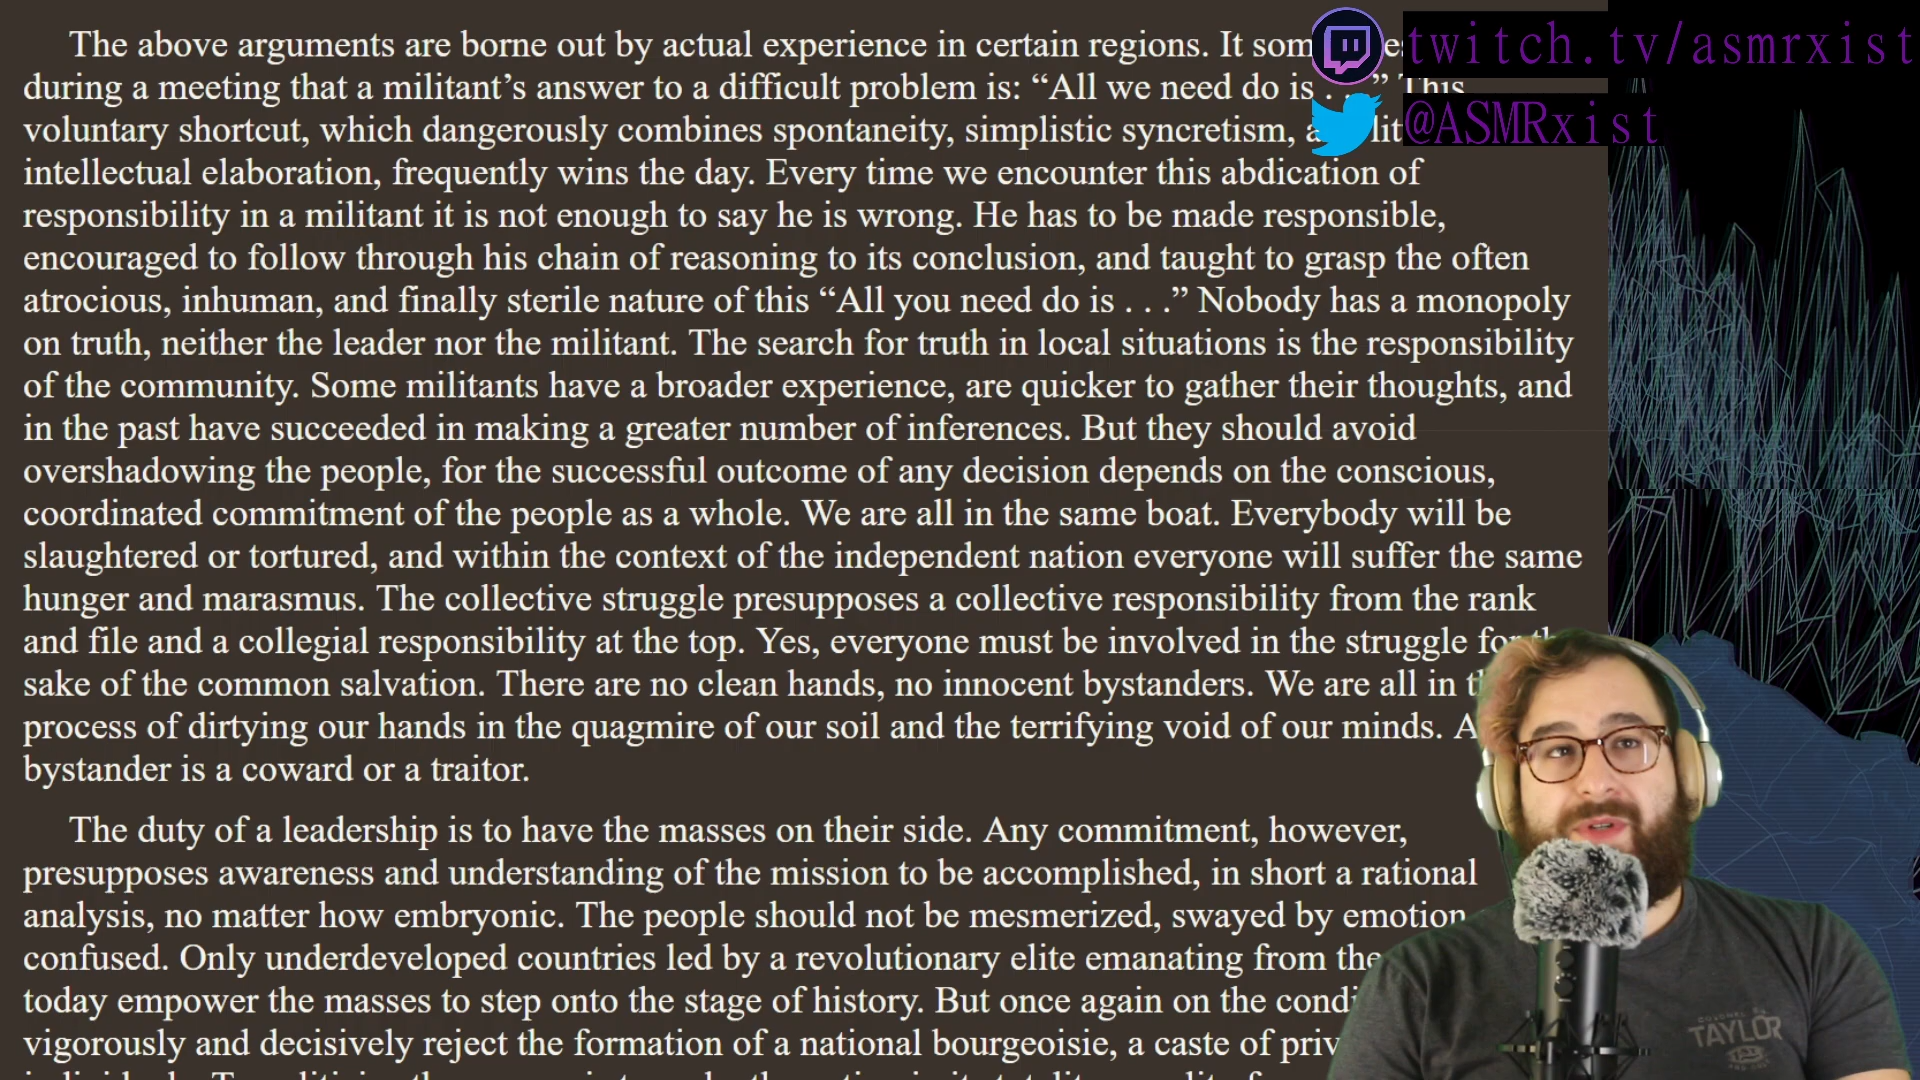 The above arguments are borne out by actual experience in certain regions. It
twitch.tv/asmrxist
during a meeting that a militant’s answer to a difficult problem is: “All we need do is . . .” This
@ASMRxist
voluntary shortcut, which dangerously combines spontaneity, simplistic syncretism,
intellectual elaboration, frequently wins the day. Every time we encounter this abdication of
responsibility in a militant it is not enough to say he is wrong. He has to be made responsible,
encouraged to follow through his chain of reasoning to its conclusion, and taught to grasp the often
atrocious, inhuman, and finally sterile nature of this “All you need do is . . .” Nobody has a monopoly
on truth, neither the leader nor the militant. The search for truth in local situations is the responsibility
of the community. Some militants have a broader experience, are quicker to gather their thoughts, and
in the past have succeeded in making a greater number of inferences. But they should avoid
overshadowing the people, for the successful outcome of any decision depends on the conscious,
coordinated commitment of the people as a whole. We are all in the same boat. Everybody will be
slaughtered or tortured, and within the context of the independent nation everyone will suffer the same
hunger and marasmus. The collective struggle presupposes a collective responsibility from the rank
and file and a collegial responsibility at the top. Yes, everyone must be involved in the struggle for
sake of the common salvation. There are no clean hands, no innocent bystanders. We are all in
process of dirtying our hands in the quagmire of our soil and the terrifying void of our minds.
bystander is a coward or a traitor.
The duty of a leadership is to have the masses on their side. Any commitment, however,
presupposes awareness and understanding of the mission to be accomplished, in short a rational
analysis, no matter how embryonic. The people should not be mesmerized, swayed by emotion
confused. Only underdeveloped countries led by a revolutionary elite emanating from the
today empower the masses to step onto the stage of history. But once again on the
vigorously and decisively reject the formation of a national bourgeoisie, a caste of
TAYLOR